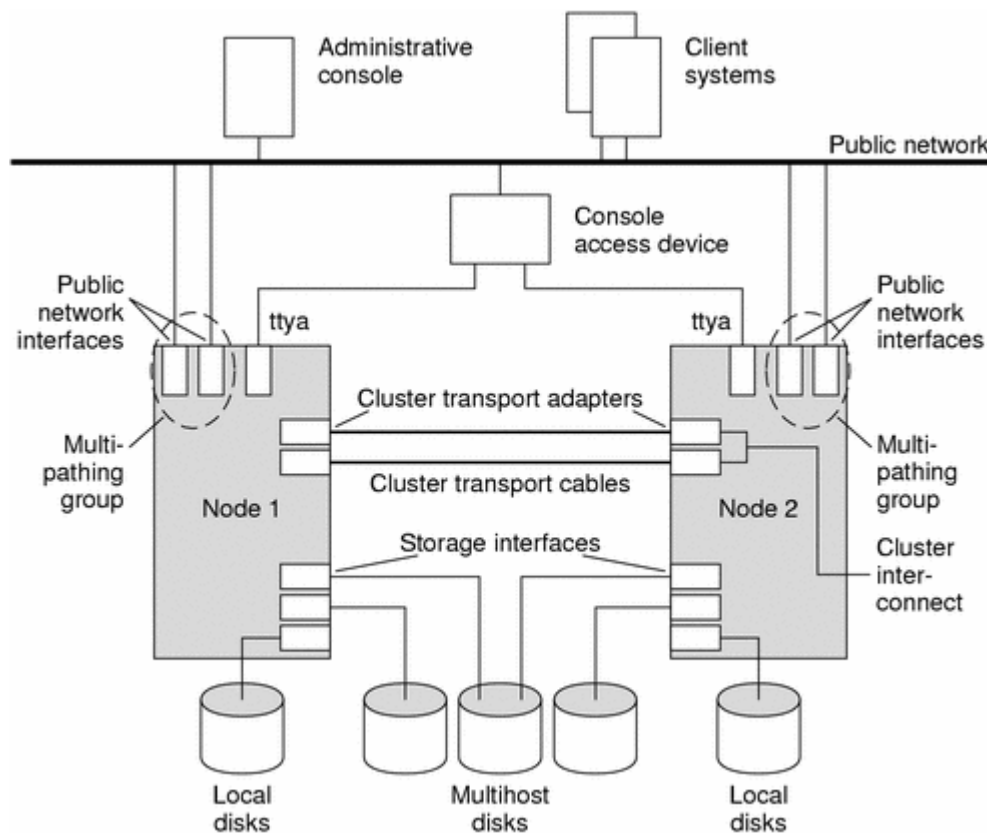 Administrative
console
Client
systems
Public network
Console
access device
Public
network
interfaces
ttya
ttya
Public
network
interfaces
Cluster transport adapters
Multi-
pathing
group
Multi-
pathing
group
Cluster transport cables
Node 1
Node 2
Storage interfaces
Cluster
inter-
connect
Local
disks
Multihost
disks
Local
disks